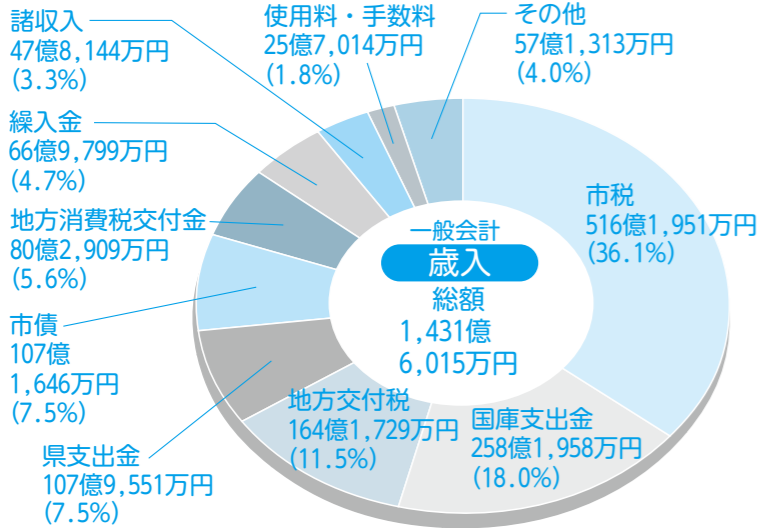 一般会計
歳入
総額
1,431億
6,015万円
市税
516億1,951万円
(36.1%)
国庫支出金
258億1,958万円
(18.0%)
地方交付税
164億1,729万円
(11.5%)
県支出金
107億9,551万円
(7.5%)
市債
107億
1,646万円
(7.5%)
地方消費税交付金
80億2,909万円
(5.6%)
繰入金
66億9,799万円
(4.7%)
諸収入
47億8,144万円
(3.3%)
使用料・手数料
25億7,014万円
(1.8%)
その他
57億1,313万円
(4.0%)